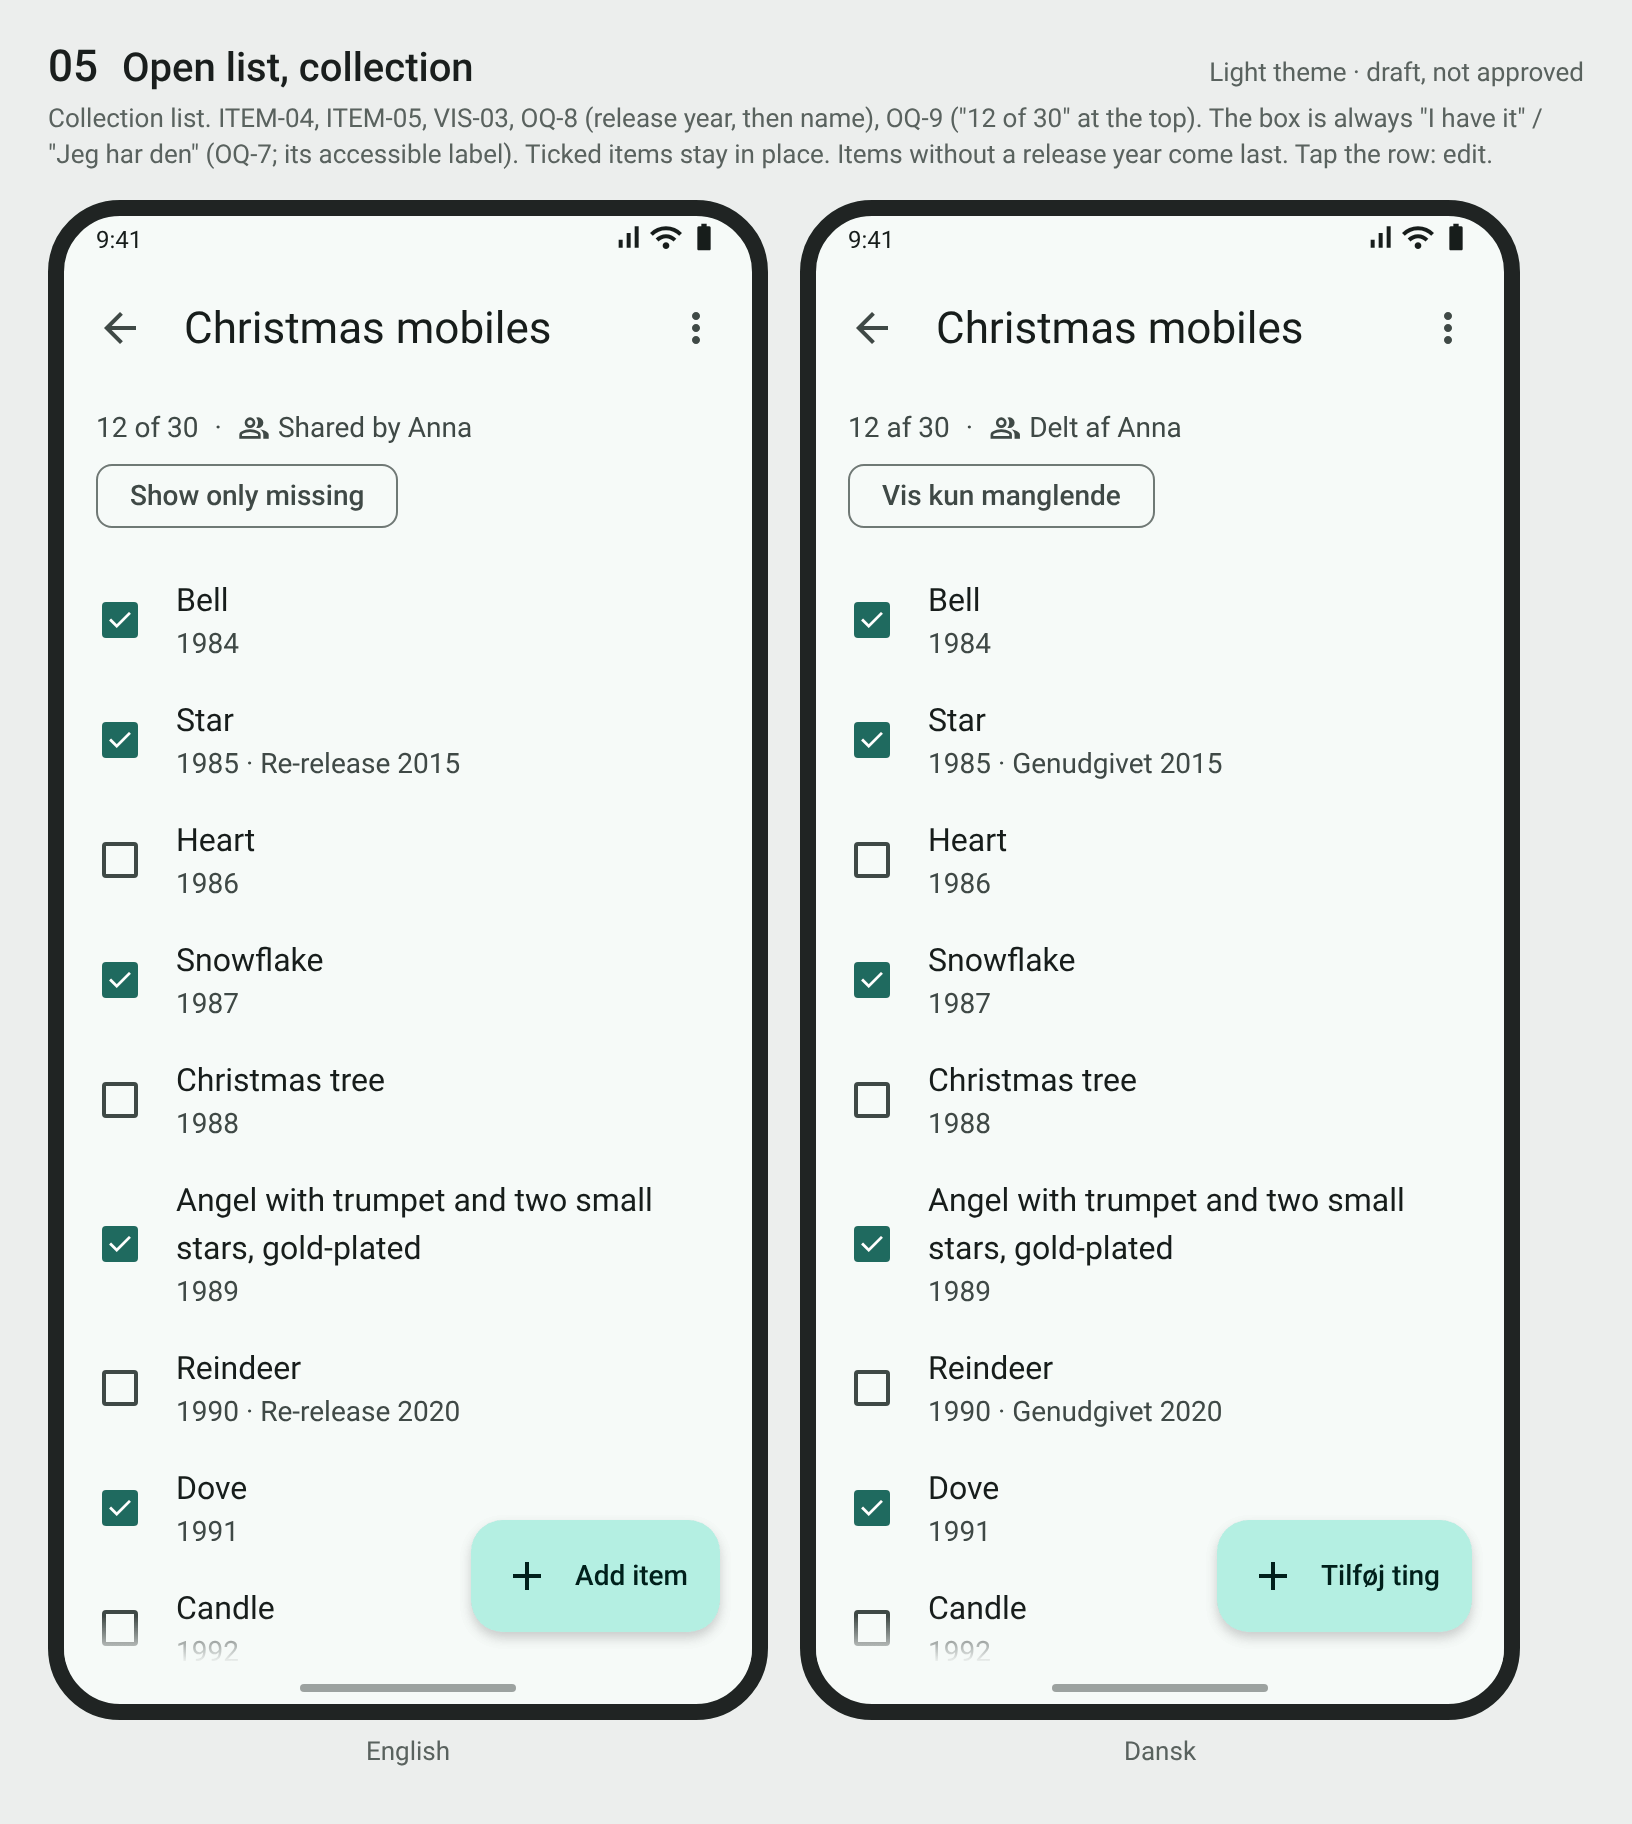 05 Open list, collection
Light theme · draft, not approved
Collection list. ITEM-04, ITEM-05, VIS-03, OQ-8 (release year, then name), OQ-9 ("12 of 30" at the top). The box is always "I have it" /
"Jeg har den" (OQ-7; its accessible label). Ticked items stay in place. Items without a release year come last. Tap the row: edit.
9:41
Christmas mobiles
12 of 30 · Shared by Anna
Show only missing
Bell
1984
Star
1985 · Re-release 2015
Heart
1986
Snowflake
1987
Christmas tree
1988
Angel with trumpet and two small
stars, gold-plated
1989
Reindeer
1990 · Re-release 2020
Dove
1991
Add item
Candle
1992
English
9:41
Christmas mobiles
12 af 30 · Delt af Anna
Vis kun manglende
Bell
1984
Star
1985 · Genudgivet 2015
Heart
1986
Snowflake
1987
Christmas tree
1988
Angel with trumpet and two small
stars, gold-plated
1989
Reindeer
1990 · Genudgivet 2020
Dove
1991
Tilføj ting
Candle
1992
Dansk